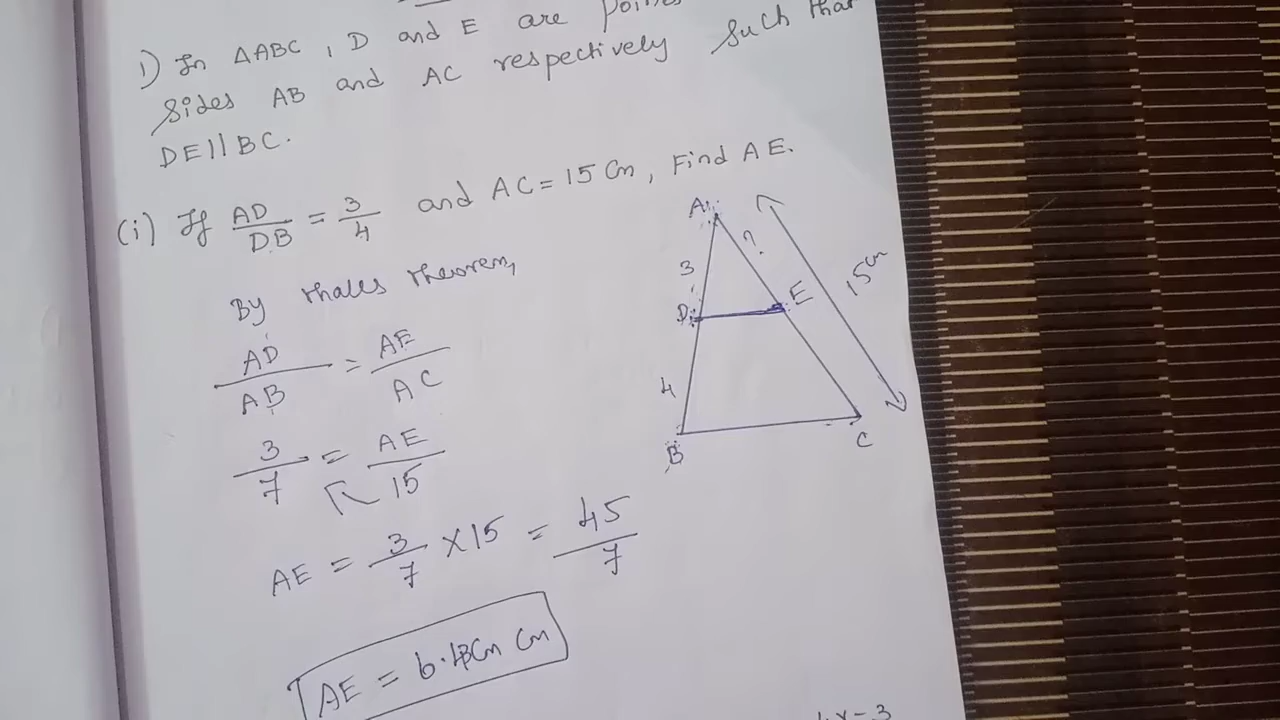 1) In ΔABC, D and E are points
sides AB and AC respectively such that
DE||BC.
(i) If AD/DB = 3/4 and AC = 15 Cm, Find AE.
By thales theorem,
AD/AB = AE/AC
3/7 = AE/15
AE = 3/7 × 15 = 45/7
AE = 6.43Cm Cm
A
?
3
D
E
15cm
4
B
C